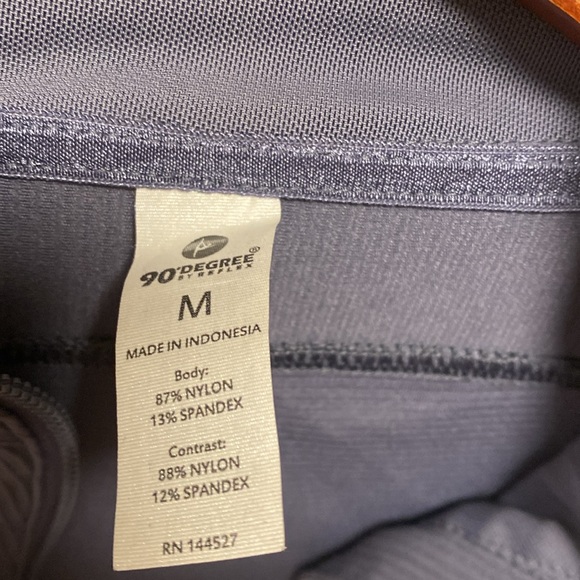 90° DEGREE®
BY REFLEX
M
MADE IN INDONESIA
Body:
87% NYLON
13% SPANDEX
Contrast:
88% NYLON
12% SPANDEX
RN 144527